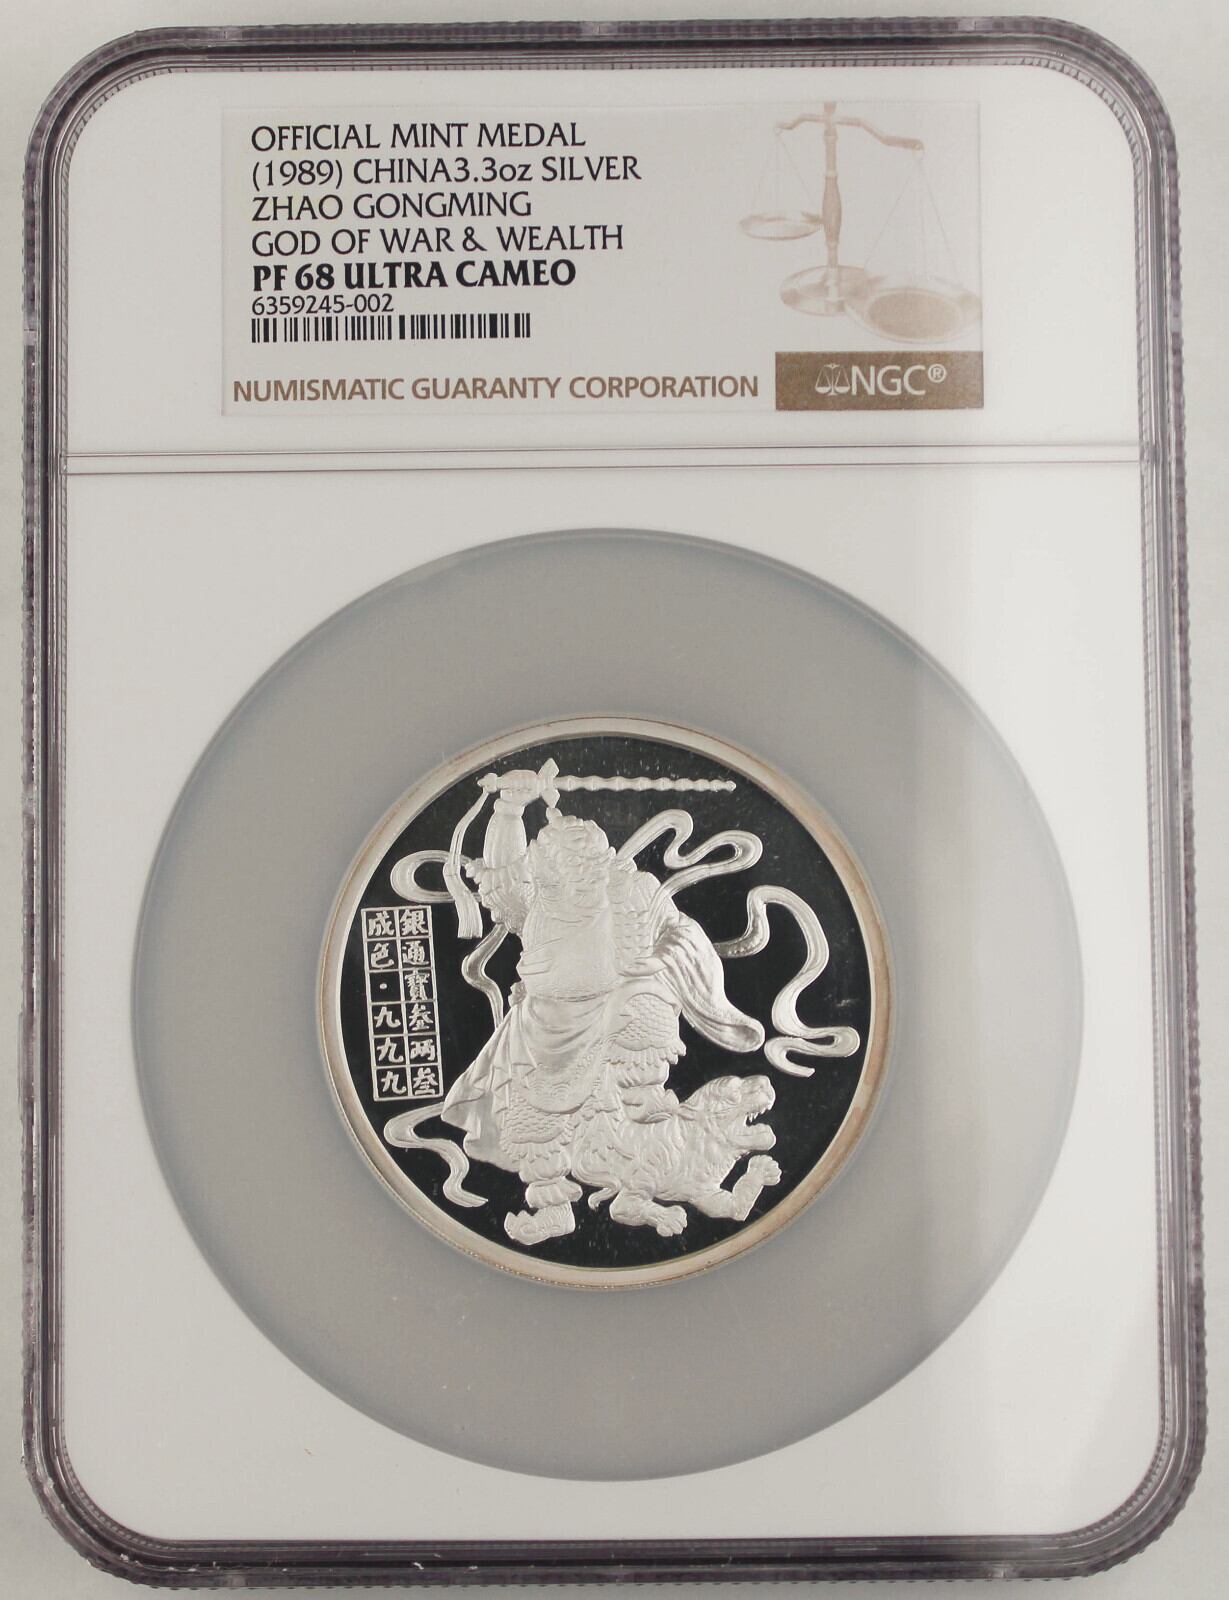 OFFICIAL MINT MEDAL
(1989) CHINA3.3oz SILVER
ZHAO GONGMING
GOD OF WAR & WEALTH
PF 68 ULTRA CAMEO
6359245-002
NUMISMATIC GUARANTY CORPORATION
NGC®
銀通寶叁兩叁
成色·九九九